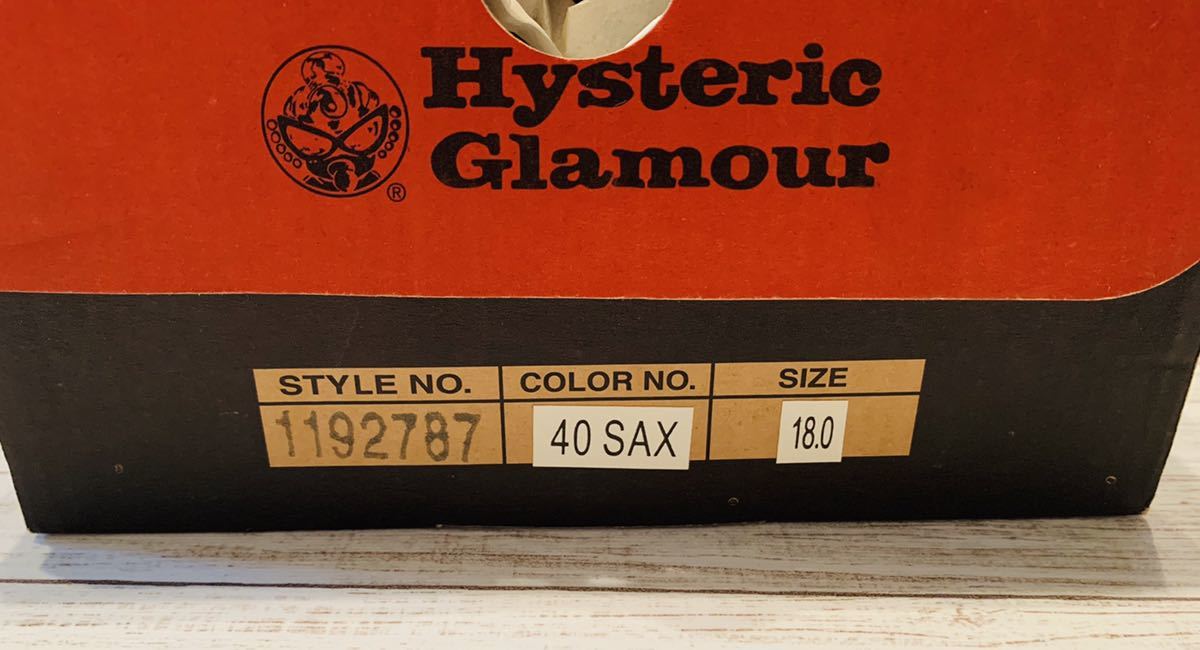 Hysteric
Glamour
®
STYLE NO. COLOR NO. SIZE
1192787 40 SAX 18.0